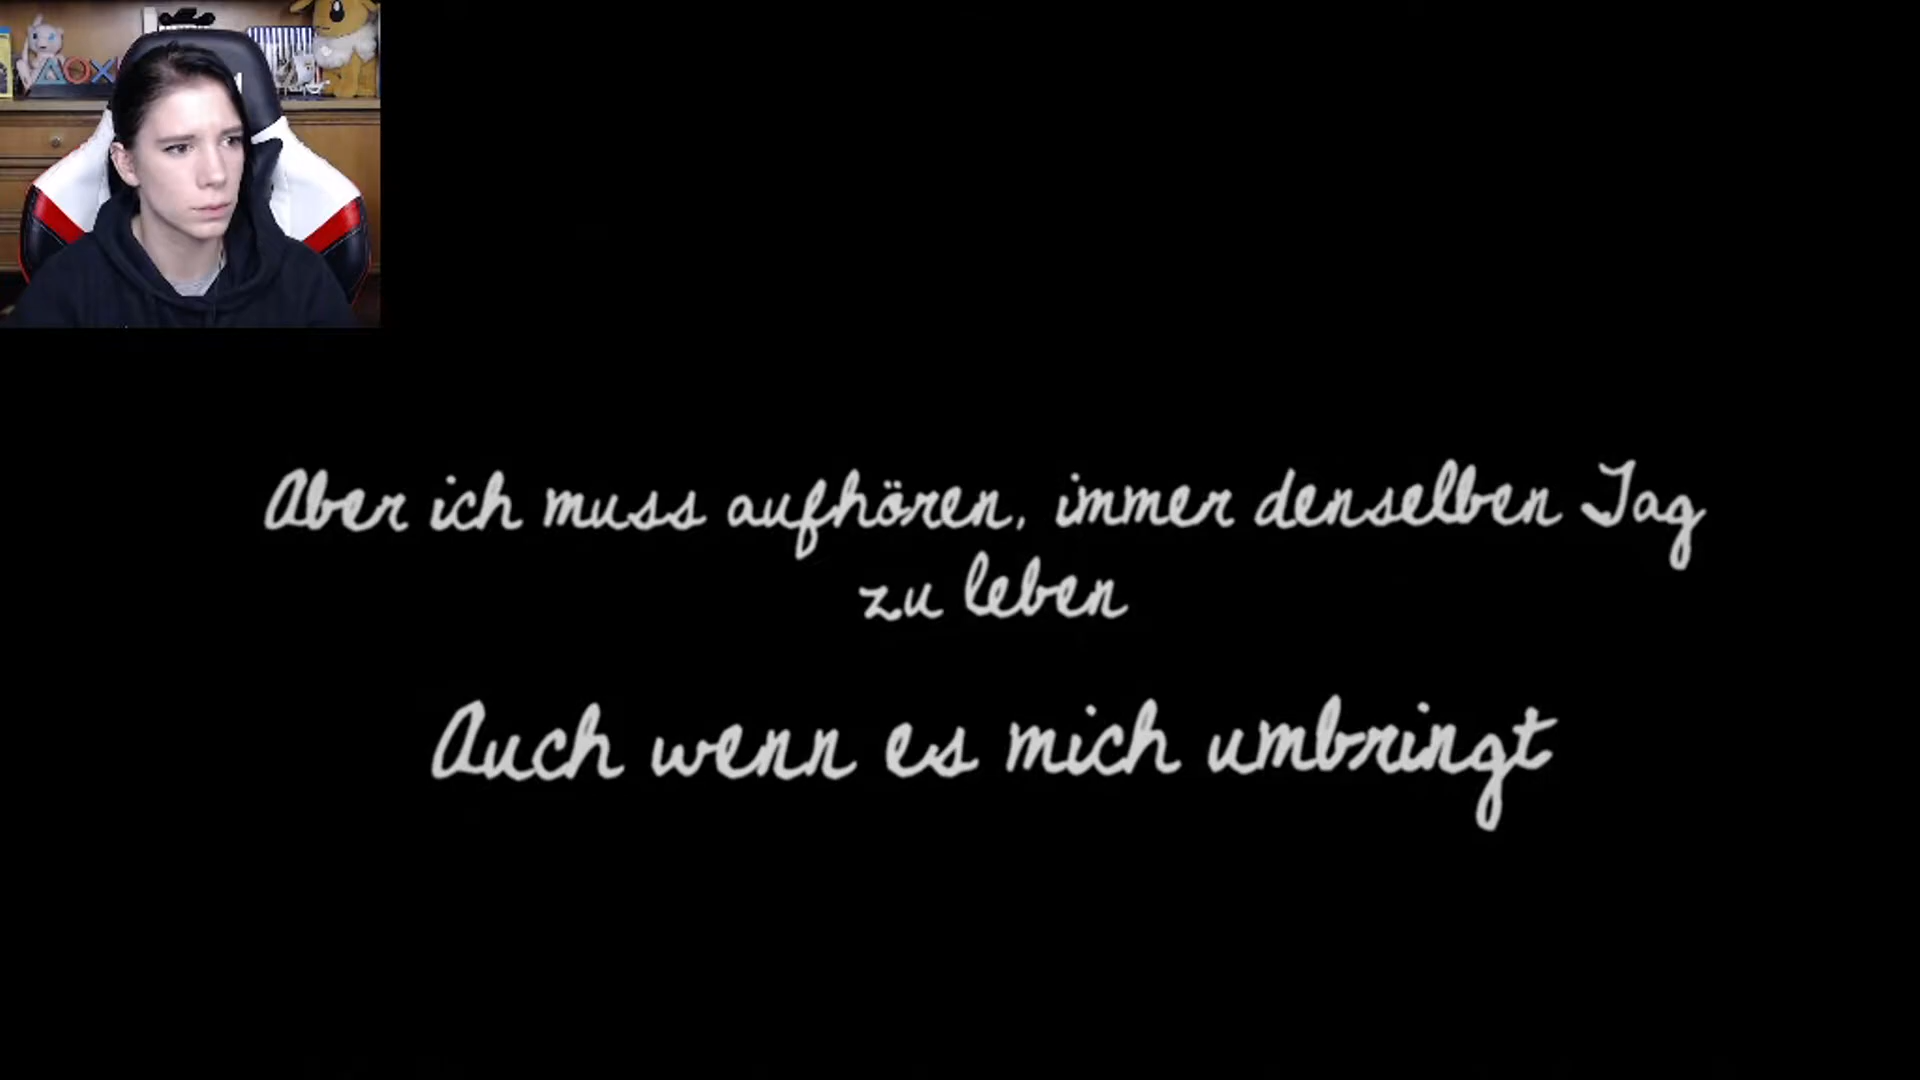 Aber ich muss aufhören, immer denselben Tag
zu leben
Auch wenn es mich umbringt